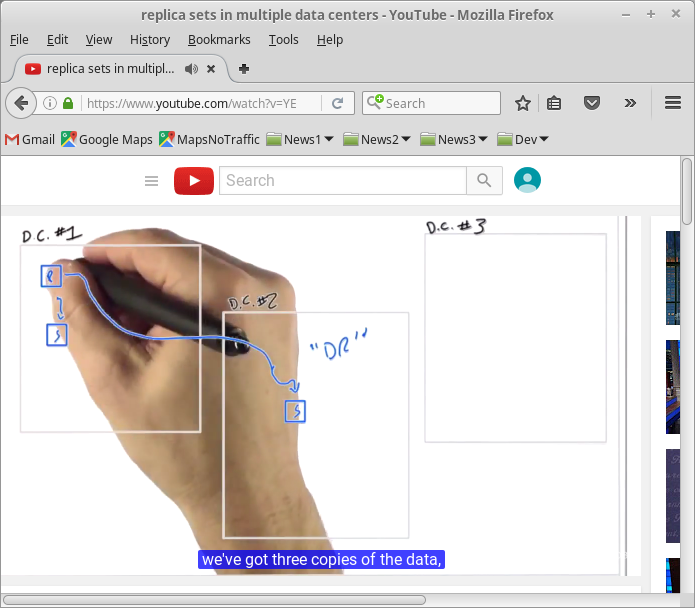 replica sets in multiple data centers - YouTube - Mozilla Firefox
File Edit View History Bookmarks Tools Help
replica sets in multipl...
https://www.youtube.com/watch?v=YE
Search
Gmail Google Maps MapsNoTraffic News1 News2 News3 Dev
Search
D.C. #1
D.C. #3
P
D.C. #2
S
"DR"
S
we've got three copies of the data,